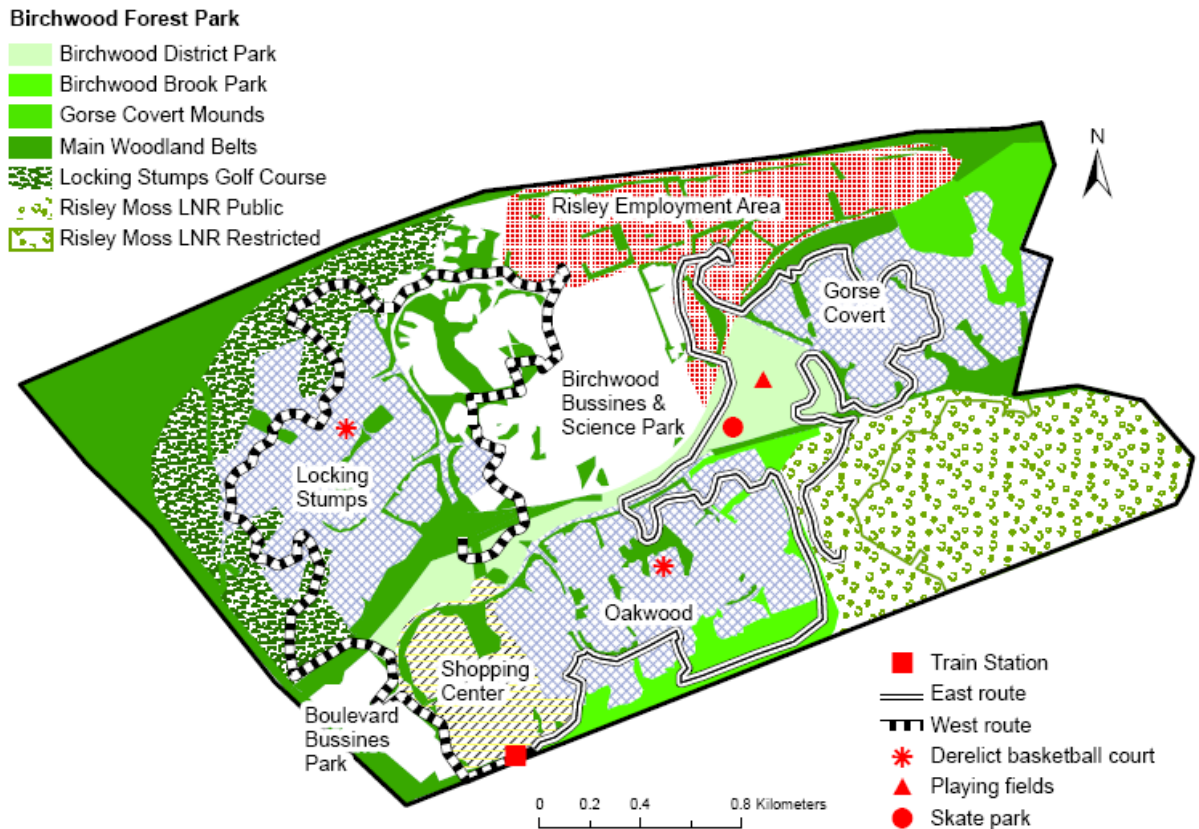 Birchwood Forest Park
Birchwood District Park
Birchwood Brook Park
Gorse Covert Mounds
Main Woodland Belts
Locking Stumps Golf Course
Risley Moss LNR Public
Risley Moss LNR Restricted
N
Risley Employment Area
Gorse
Covert
Birchwood
Bussines &
Science Park
Locking
Stumps
Oakwood
Shopping
Center
Boulevard
Bussines
Park
Train Station
East route
West route
Derelict basketball court
Playing fields
Skate park
0 0.2 0.4 0.8 Kilometers